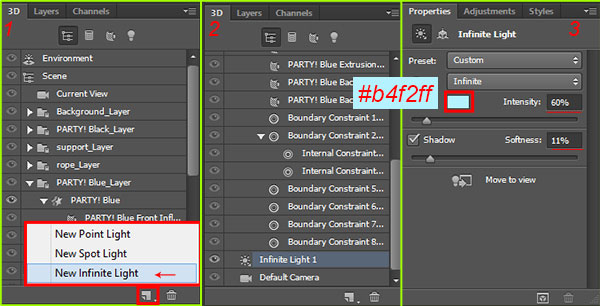 3D Layers Channels
1
Environment
Scene
Current View
Background_Layer
PARTY! Black_Layer
support_Layer
rope_Layer
PARTY! Blue_Layer
PARTY! Blue
PARTY! Blue Front Infl...
New Point Light
New Spot Light
New Infinite Light
3D Layers Channels
2
PARTY! Blue Extrusion...
PARTY! Blue Bac
PARTY! Blue Bac
Boundary Constraint 1...
Boundary Constraint 2...
Internal Constraint...
Internal Constraint...
Boundary Constraint 5...
Boundary Constraint 6...
Boundary Constraint 7...
Boundary Constraint 8...
Infinite Light 1
Default Camera
#b4f2ff
Properties Adjustments Styles
3
Infinite Light
Preset: Custom
Infinite
Intensity: 60%
Shadow Softness: 11%
Move to view